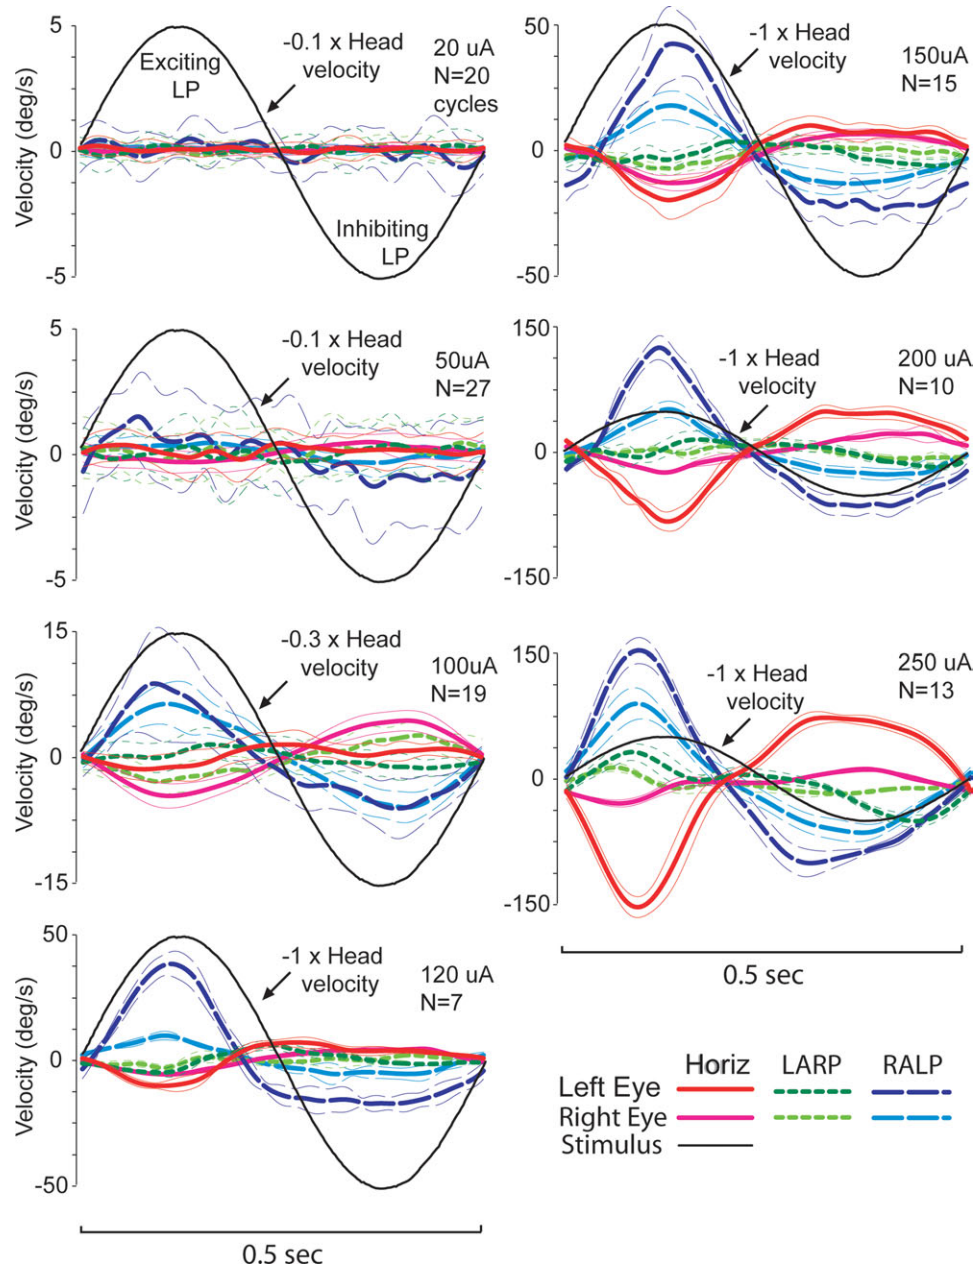 5
0
-5
Velocity (deg/s)
Exciting
LP
Inhibiting
LP
-0.1 x Head
velocity
20 uA
N=20
cycles
50
0
-50
-1 x Head
velocity
150uA
N=15
5
0
-5
Velocity (deg/s)
-0.1 x Head
velocity
50uA
N=27
150
0
-150
-1 x Head
velocity
200 uA
N=10
15
0
-15
Velocity (deg/s)
-0.3 x Head
velocity
100uA
N=19
150
0
-150
-1 x Head
velocity
250 uA
N=13
0.5 sec
50
0
-50
Velocity (deg/s)
-1 x Head
velocity
120 uA
N=7
0.5 sec
Horiz LARP RALP
Left Eye
Right Eye
Stimulus